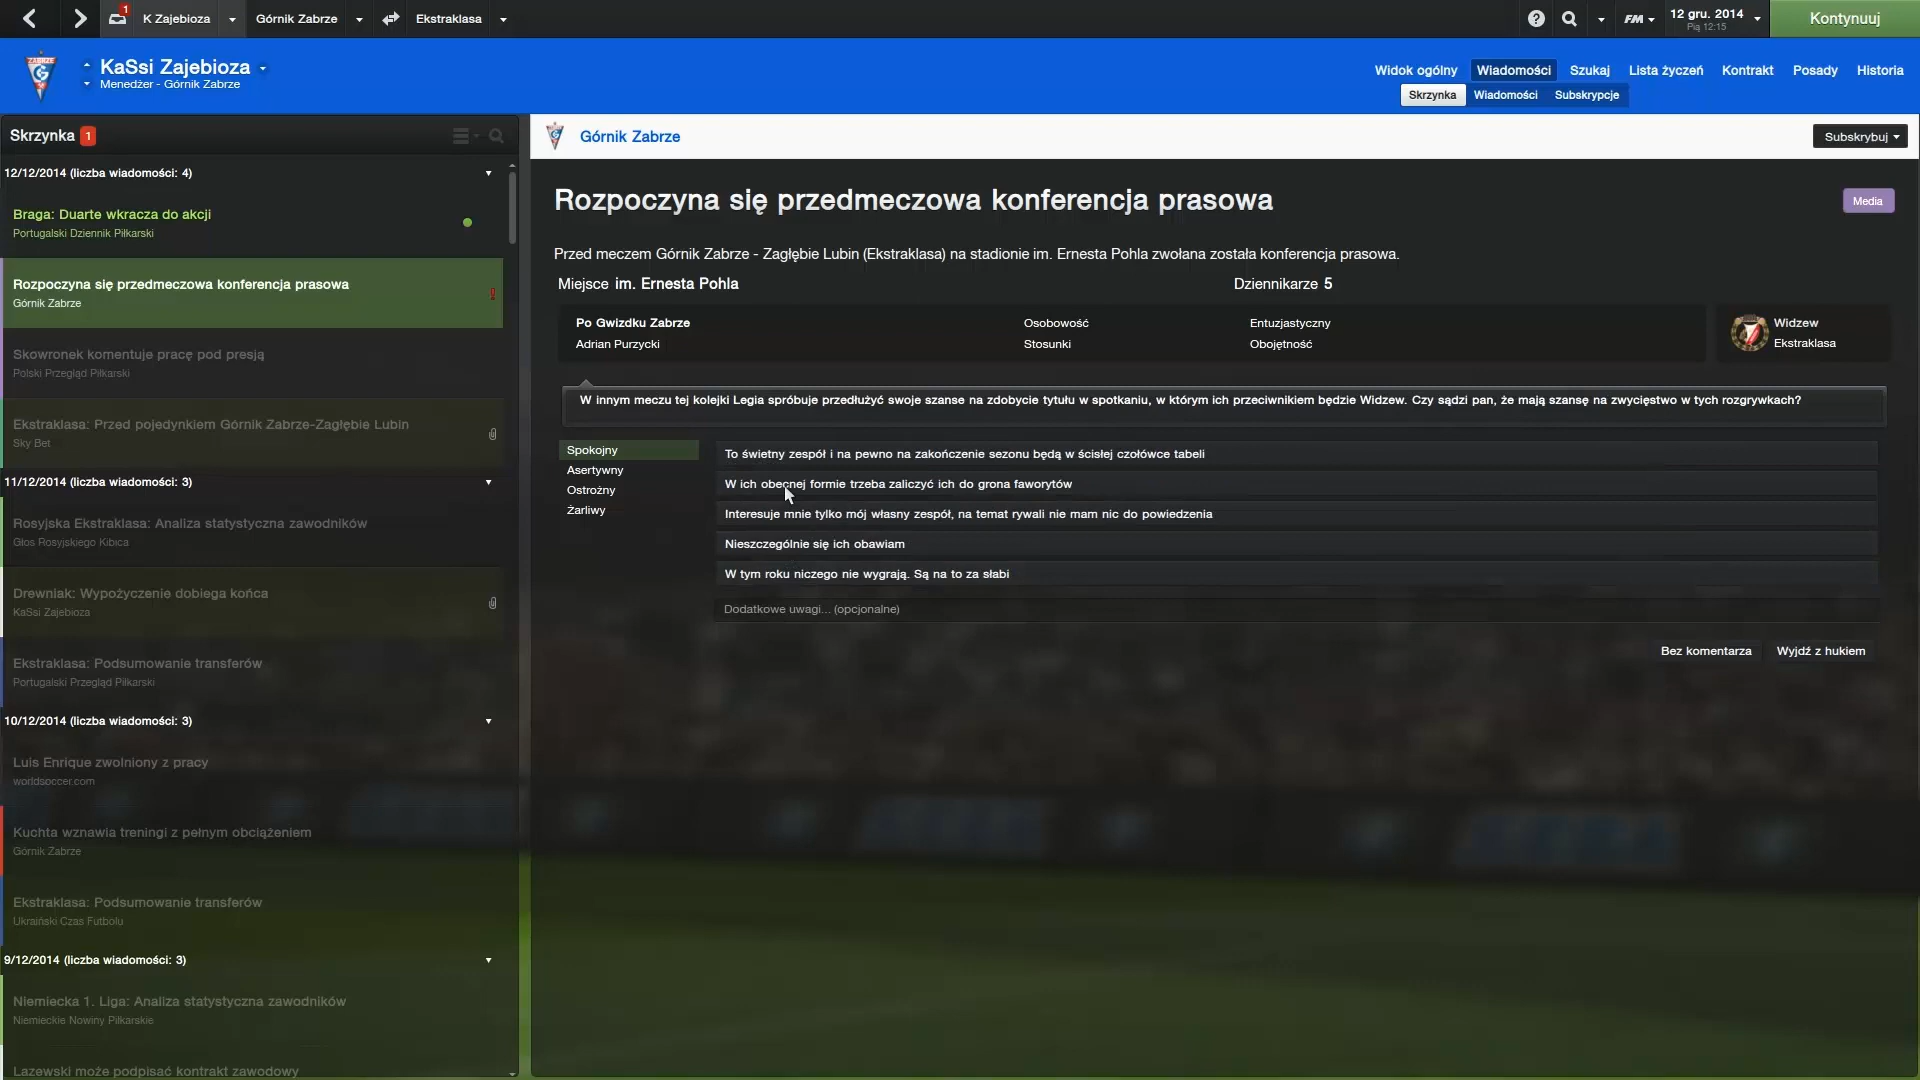 1
K Zajebioza
Górnik Zabrze
Ekstraklasa
FM
12 gru. 2014
Pią 12:15
Kontynuuj
KaSsi Zajebioza
Menedżer - Górnik Zabrze
Widok ogólny
Wiadomości
Szukaj
Lista życzeń
Kontrakt
Posady
Historia
Skrzynka
Wiadomości
Subskrypcje
Skrzynka 1
12/12/2014 (liczba wiadomości: 4)
Braga: Duarte wkracza do akcji
Portugalski Dziennik Piłkarski
Rozpoczyna się przedmeczowa konferencja prasowa
Górnik Zabrze
Skowronek komentuje pracę pod presją
Polski Przegląd Piłkarski
Ekstraklasa: Przed pojedynkiem Górnik Zabrze-Zagłębie Lubin
Sky Bet
11/12/2014 (liczba wiadomości: 3)
Rosyjska Ekstraklasa: Analiza statystyczna zawodników
Głos Rosyjskiego Kibica
Drewniak: Wypożyczenie dobiega końca
KaSsi Zajebioza
Ekstraklasa: Podsumowanie transferów
Portugalski Przegląd Piłkarski
10/12/2014 (liczba wiadomości: 3)
Luis Enrique zwolniony z pracy
worldsoccer.com
Kuchta wznawia treningi z pełnym obciążeniem
Górnik Zabrze
Ekstraklasa: Podsumowanie transferów
Ukraiński Czas Futbolu
9/12/2014 (liczba wiadomości: 3)
Niemiecka 1. Liga: Analiza statystyczna zawodników
Niemieckie Nowiny Piłkarskie
Lazewski może podpisać kontrakt zawodowy
Górnik Zabrze
Subskrybuj
Rozpoczyna się przedmeczowa konferencja prasowa
Media
Przed meczem Górnik Zabrze - Zagłębie Lubin (Ekstraklasa) na stadionie im. Ernesta Pohla zwołana została konferencja prasowa.
Miejsce im. Ernesta Pohla
Dziennikarze 5
Po Gwizdku Zabrze
Osobowość
Entuzjastyczny
Adrian Purzycki
Stosunki
Obojętność
Widzew
Ekstraklasa
W innym meczu tej kolejki Legia spróbuje przedłużyć swoje szanse na zdobycie tytułu w spotkaniu, w którym ich przeciwnikiem będzie Widzew. Czy sądzi pan, że mają szansę na zwycięstwo w tych rozgrywkach?
Spokojny
Asertywny
Ostrożny
Żarliwy
To świetny zespół i na pewno na zakończenie sezonu będą w ścisłej czołówce tabeli
W ich obecnej formie trzeba zaliczyć ich do grona faworytów
Interesuje mnie tylko mój własny zespół, na temat rywali nie mam nic do powiedzenia
Nieszczególnie się ich obawiam
W tym roku niczego nie wygrają. Są na to za słabi
Dodatkowe uwagi... (opcjonalne)
Bez komentarza
Wyjdź z hukiem